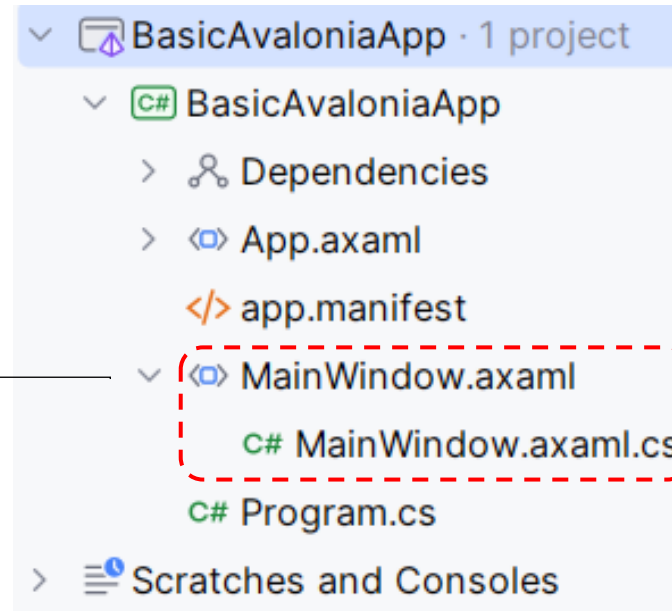 BasicAvaloniaApp · 1 project
C# BasicAvaloniaApp
Dependencies
App.axaml
</> app.manifest
MainWindow.axaml
C# MainWindow.axaml.cs
C# Program.cs
Scratches and Consoles